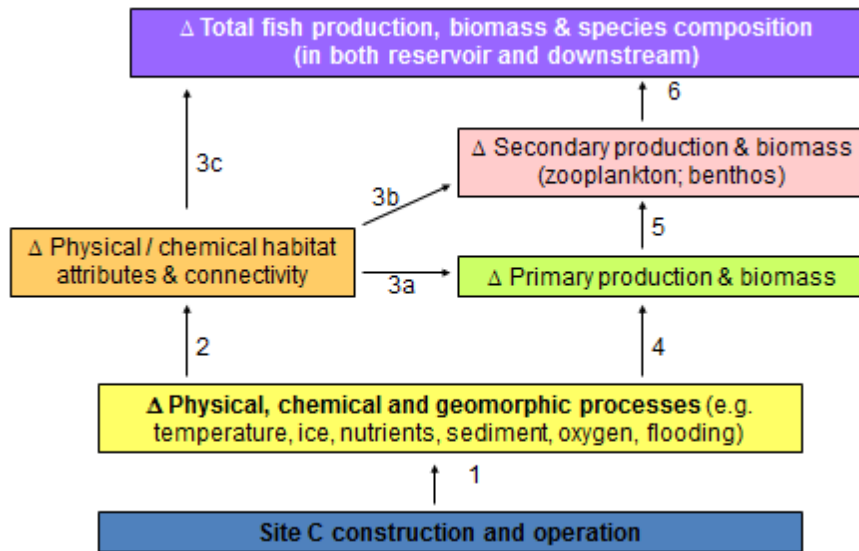 Δ Total fish production, biomass & species composition
(in both reservoir and downstream)
6
3c
Δ Secondary production & biomass
(zooplankton; benthos)
3b
5
Δ Physical / chemical habitat
attributes & connectivity
3a
Δ Primary production & biomass
2
4
Δ Physical, chemical and geomorphic processes (e.g.
temperature, ice, nutrients, sediment, oxygen, flooding)
1
Site C construction and operation